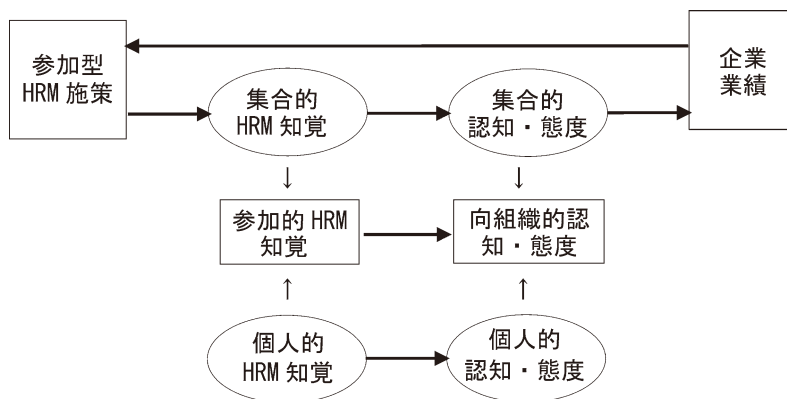 参加型
HRM 施策
集合的
HRM 知覚
集合的
認知・態度
企業
業績
↓
↓
参加的 HRM
知覚
向組織的認
知・態度
↑
↑
個人的
HRM 知覚
個人的
認知・態度